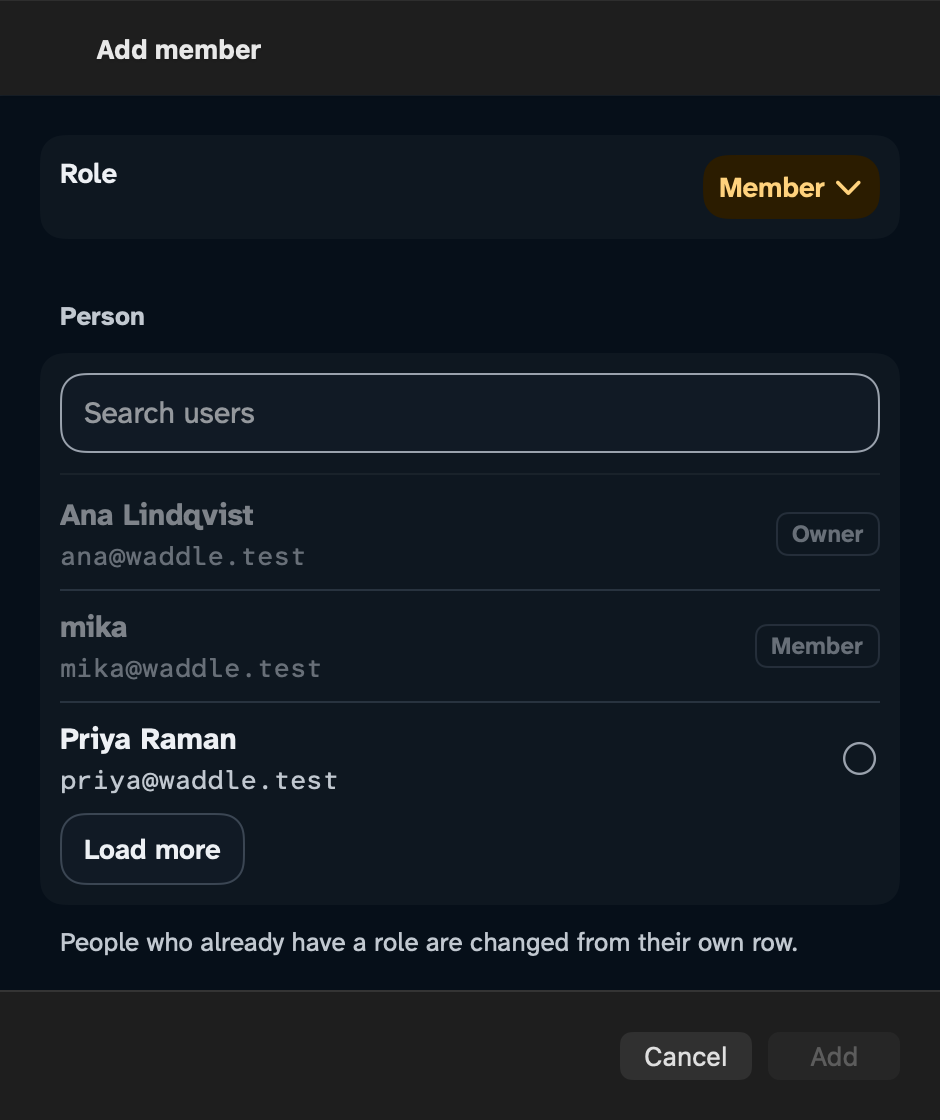 Add member
Role
Member
Person
Search users
Ana Lindqvist
ana@waddle.test
Owner
mika
mika@waddle.test
Member
Priya Raman
priya@waddle.test
Load more
People who already have a role are changed from their own row.
Cancel
Add